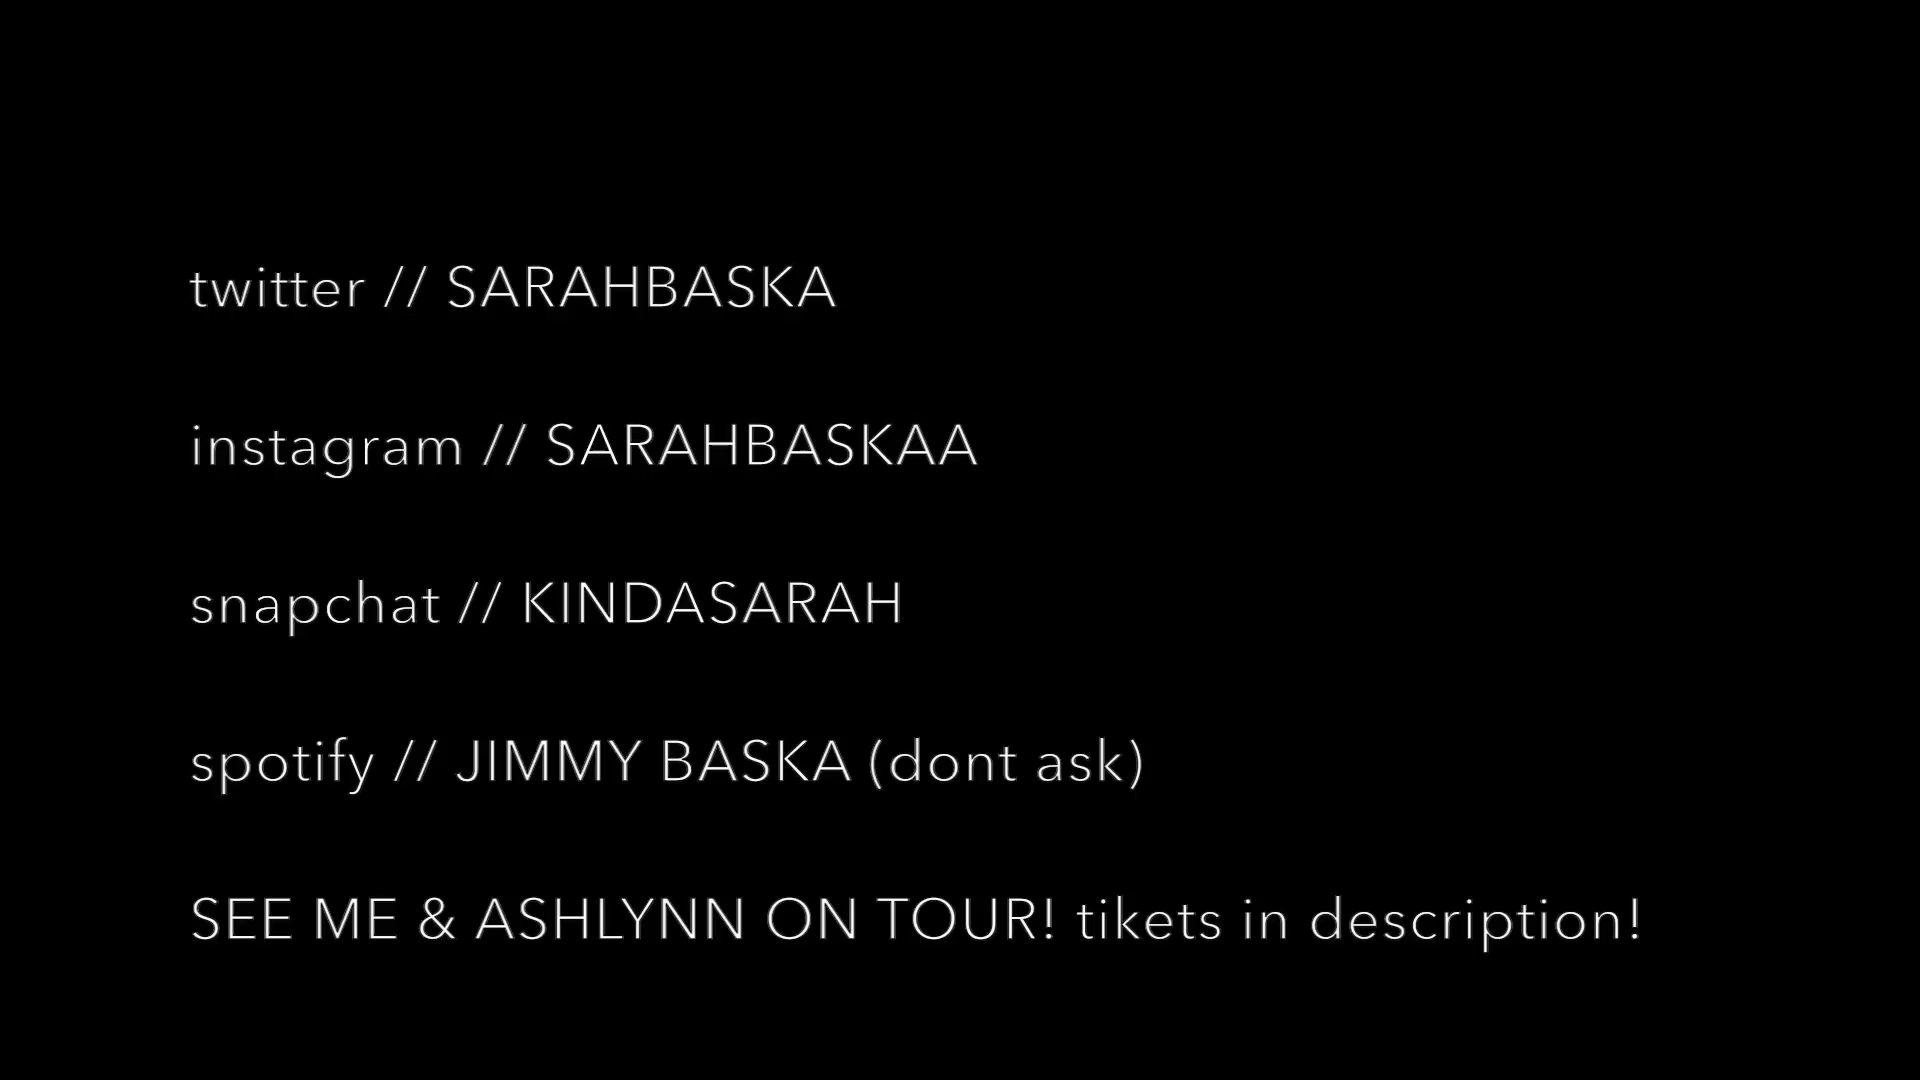 twitter // SARAHBASKA
instagram // SARAHBASKAA
snapchat // KINDASARAH
spotify // JIMMY BASKA (dont ask)
SEE ME & ASHLYNN ON TOUR! tikets in description!